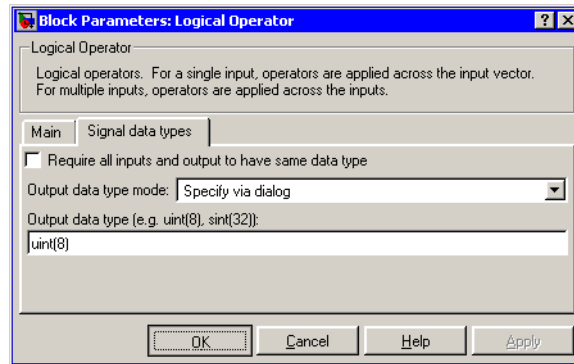 Block Parameters: Logical Operator
Logical Operator
Logical operators. For a single input, operators are applied across the input vector.
For multiple inputs, operators are applied across the inputs.
Main Signal data types
Require all inputs and output to have same data type
Output data type mode: Specify via dialog
Output data type (e.g. uint(8), sint(32)):
uint(8)
OK Cancel Help Apply